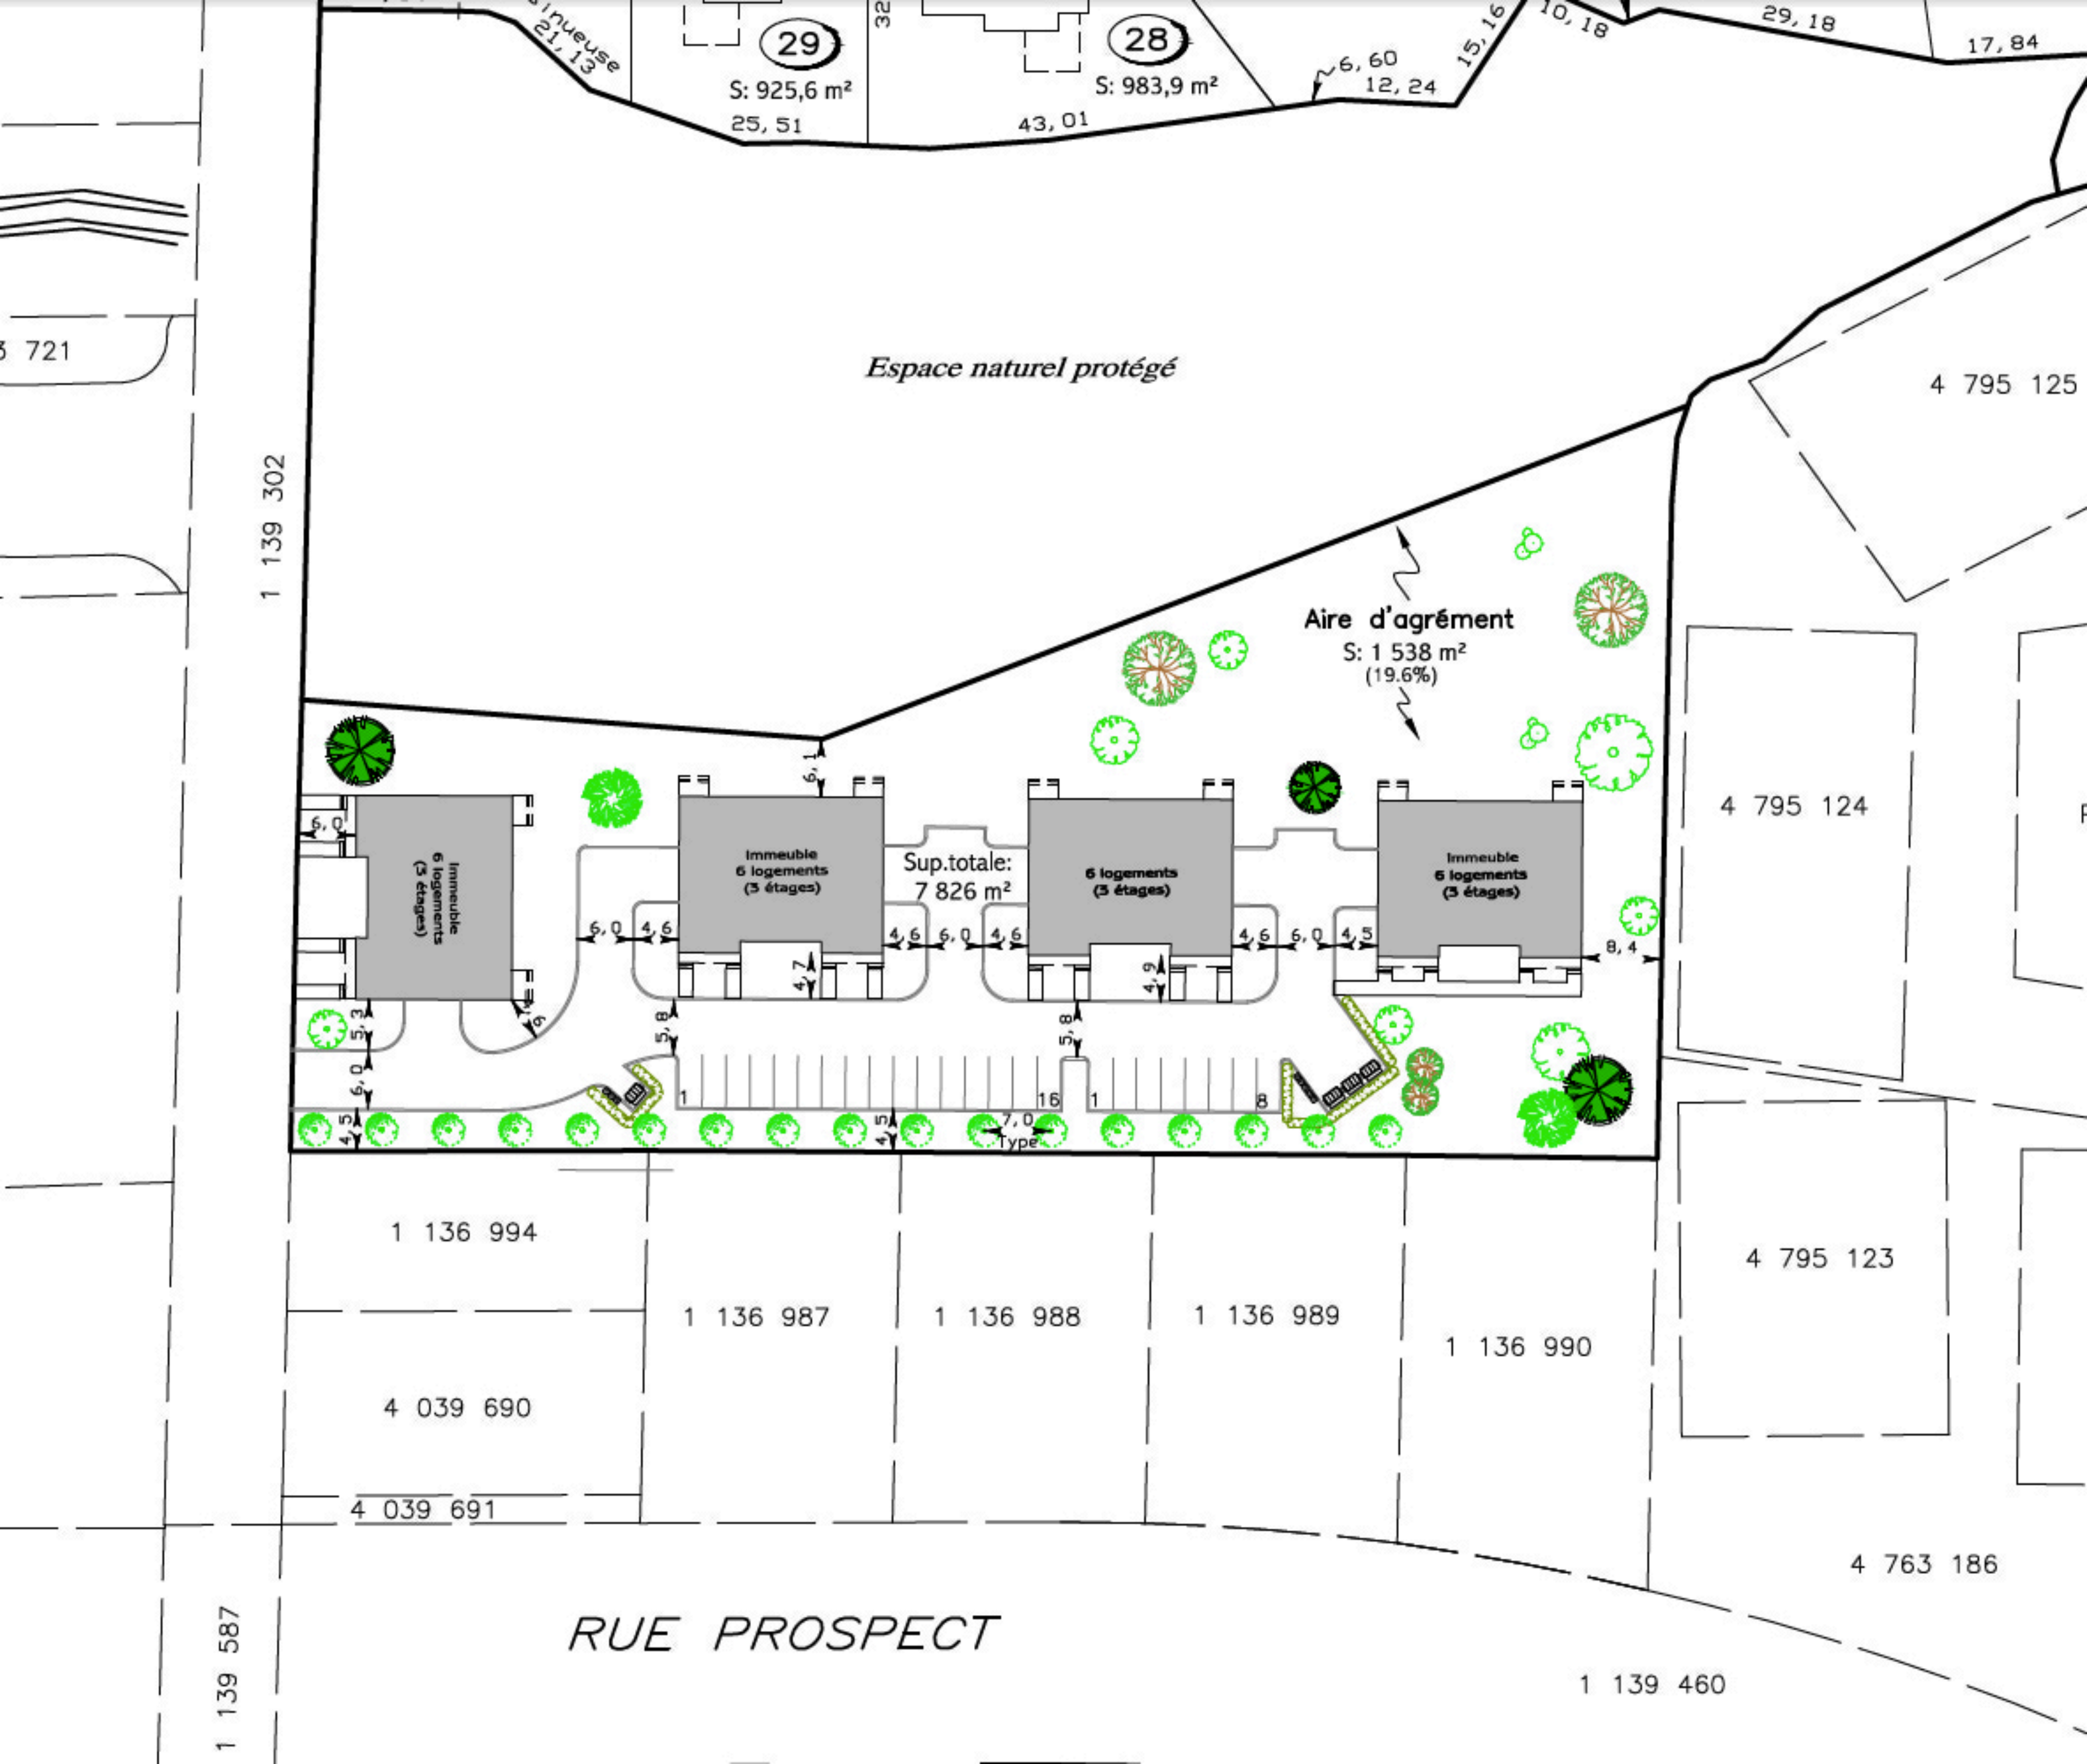 sinueuse
21,13
29
S: 925,6 m²
25,51
32
28
S: 983,9 m²
43,01
6,60
12,24
15,16
10,18
29,18
17,84
3 721
1 139 302
Espace naturel protégé
4 795 125
Aire d'agrément
S: 1 538 m²
(19.6%)
6,1
4 795 124
6,0
Immeuble
6 logements
(3 étages)
Immeuble
6 logements
(3 étages)
Sup.totale:
7 826 m²
6 logements
(3 étages)
Immeuble
6 logements
(3 étages)
6,0
4,6
4,6
6,0
4,6
4,6
6,0
4,5
8,4
4,7
4,9
5,3
5,8
5,8
6,0
1
16
1
8
4,5
4,5
7,0
Type
1 136 994
1 136 987
1 136 988
1 136 989
1 136 990
4 795 123
4 039 690
4 039 691
4 763 186
RUE PROSPECT
1 139 587
1 139 460